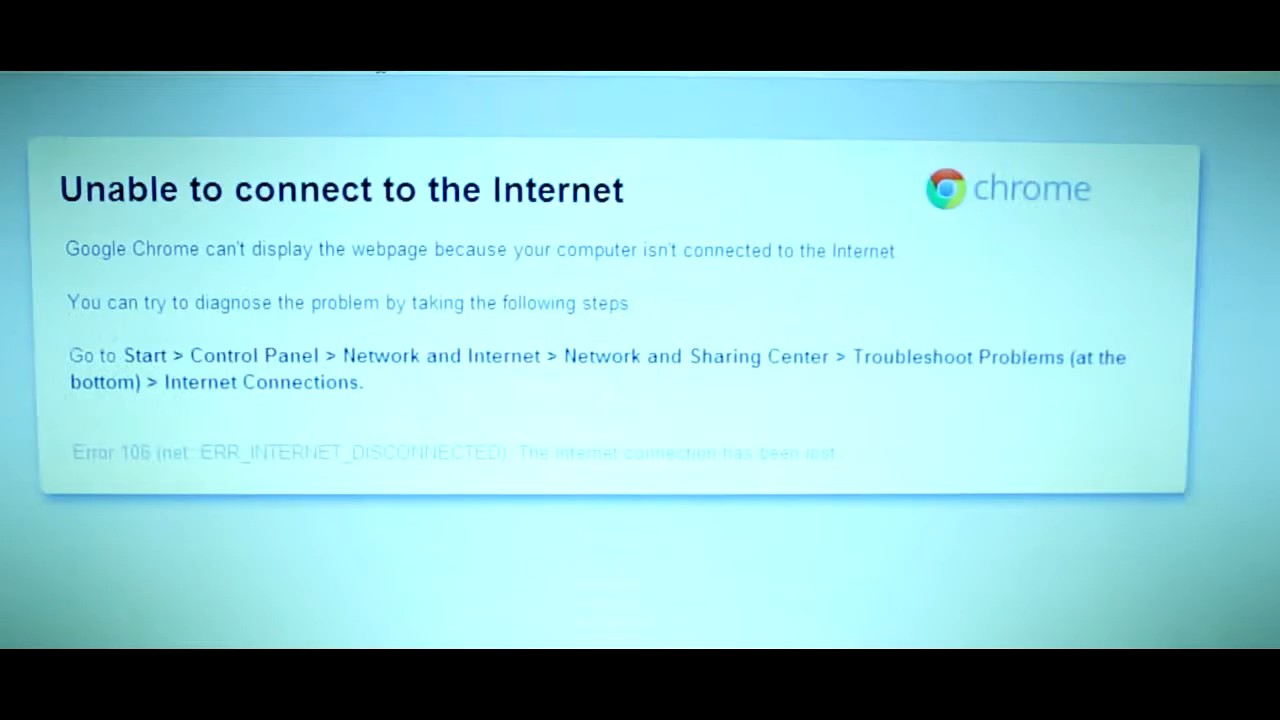 Unable to connect to the Internet
chrome
Google Chrome can't display the webpage because your computer isn't connected to the Internet
You can try to diagnose the problem by taking the following steps
Go to Start > Control Panel > Network and Internet > Network and Sharing Center > Troubleshoot Problems (at the
bottom) > Internet Connections.
Error 106 (net::ERR_INTERNET_DISCONNECTED): The Internet connection has been lost